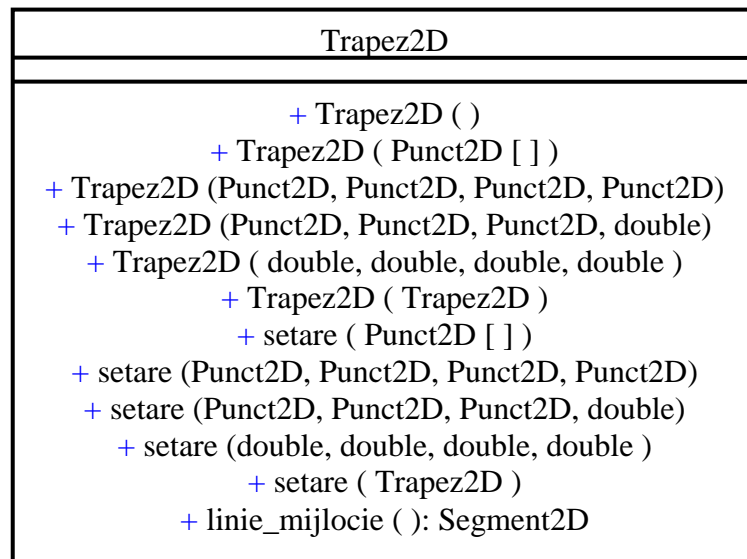 Trapez2D
+ Trapez2D ( )
+ Trapez2D ( Punct2D [ ] )
+ Trapez2D (Punct2D, Punct2D, Punct2D, Punct2D)
+ Trapez2D (Punct2D, Punct2D, Punct2D, double)
+ Trapez2D ( double, double, double, double )
+ Trapez2D ( Trapez2D )
+ setare ( Punct2D [ ] )
+ setare (Punct2D, Punct2D, Punct2D, Punct2D)
+ setare (Punct2D, Punct2D, Punct2D, double)
+ setare (double, double, double, double )
+ setare ( Trapez2D )
+ linie_mijlocie ( ): Segment2D